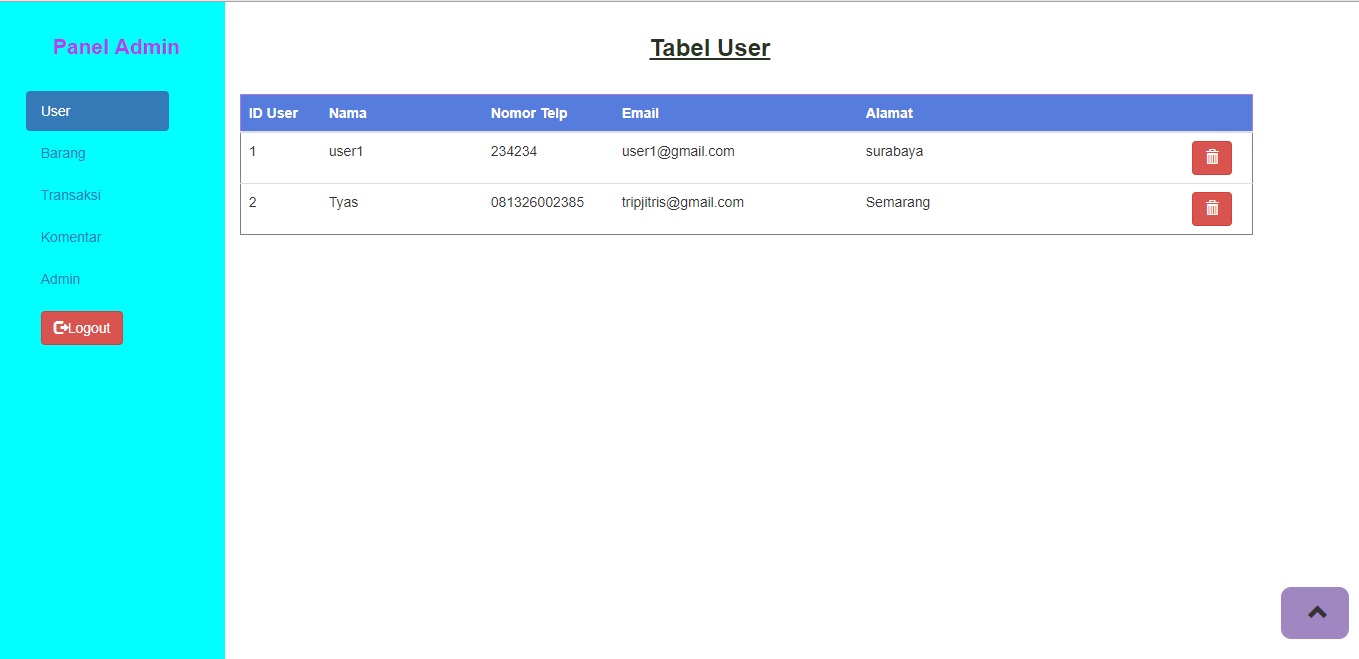 Panel Admin
User
Barang
Transaksi
Komentar
Admin
Logout
Tabel User
ID User Nama Nomor Telp Email Alamat
1 user1 234234 user1@gmail.com surabaya
2 Tyas 081326002385 tripjitris@gmail.com Semarang